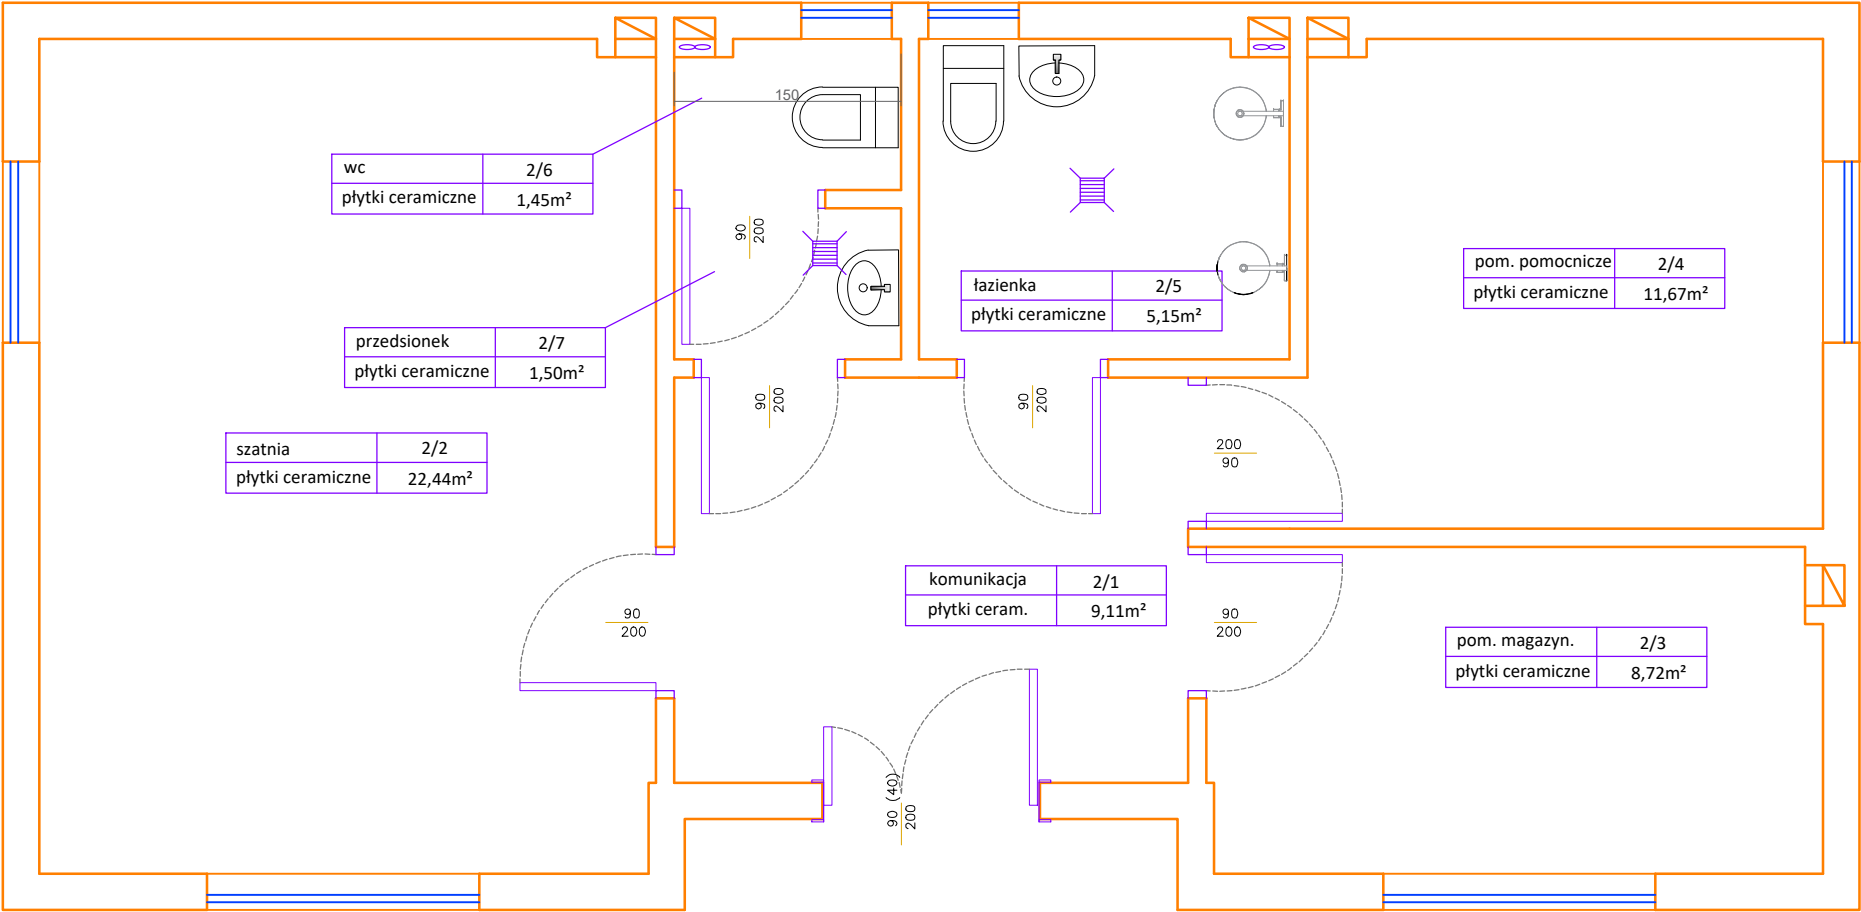 150
wc 2/6
płytki ceramiczne 1,45m²
90
200
pom. pomocnicze 2/4
płytki ceramiczne 11,67m²
łazienka 2/5
płytki ceramiczne 5,15m²
przedsionek 2/7
płytki ceramiczne 1,50m²
90
200
90
200
szatnia 2/2
płytki ceramiczne 22,44m²
200
90
komunikacja 2/1
płytki ceram. 9,11m²
90
200
90
200
pom. magazyn. 2/3
płytki ceramiczne 8,72m²
90 (40)
200